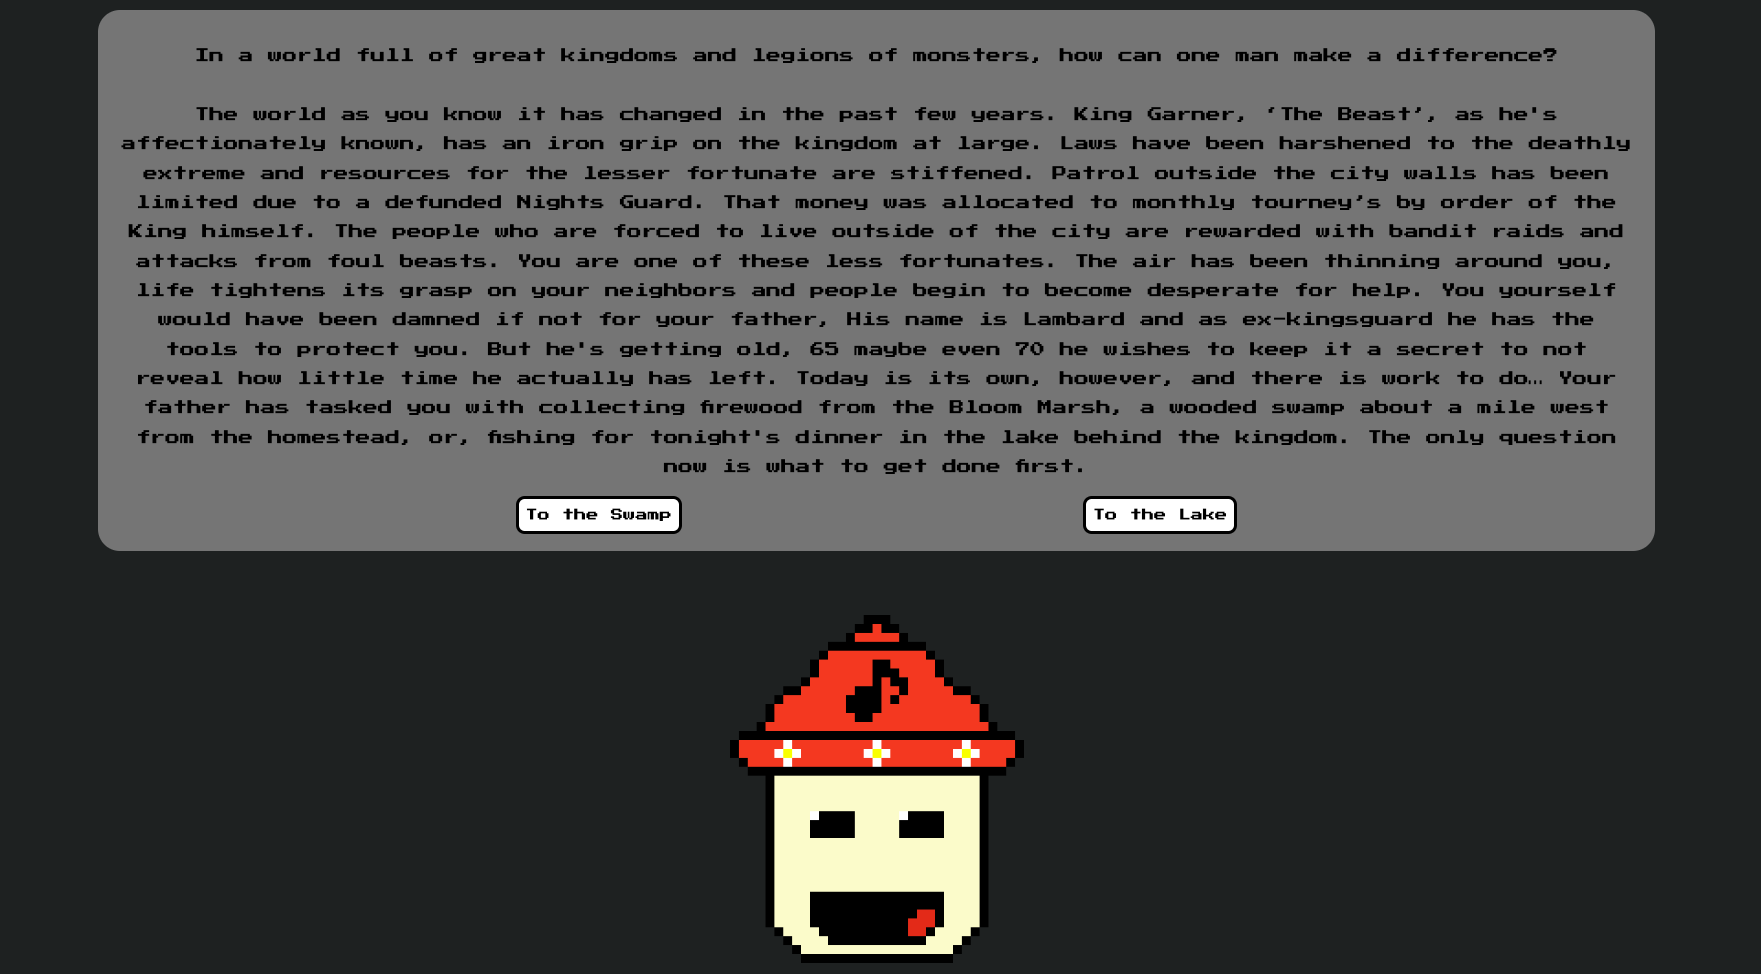 In a world full of great kingdoms and legions of monsters, how can one man make a difference?
The world as you know it has changed in the past few years. King Garner, ‘The Beast’, as he's
affectionately known, has an iron grip on the kingdom at large. Laws have been harshened to the deathly
extreme and resources for the lesser fortunate are stiffened. Patrol outside the city walls has been
limited due to a defunded Nights Guard. That money was allocated to monthly tourney’s by order of the
King himself. The people who are forced to live outside of the city are rewarded with bandit raids and
attacks from foul beasts. You are one of these less fortunates. The air has been thinning around you,
life tightens its grasp on your neighbors and people begin to become desperate for help. You yourself
would have been damned if not for your father, His name is Lambard and as ex-kingsguard he has the
tools to protect you. But he's getting old, 65 maybe even 70 he wishes to keep it a secret to not
reveal how little time he actually has left. Today is its own, however, and there is work to do… Your
father has tasked you with collecting firewood from the Bloom Marsh, a wooded swamp about a mile west
from the homestead, or, fishing for tonight's dinner in the lake behind the kingdom. The only question
now is what to get done first.
To the Swamp
To the Lake